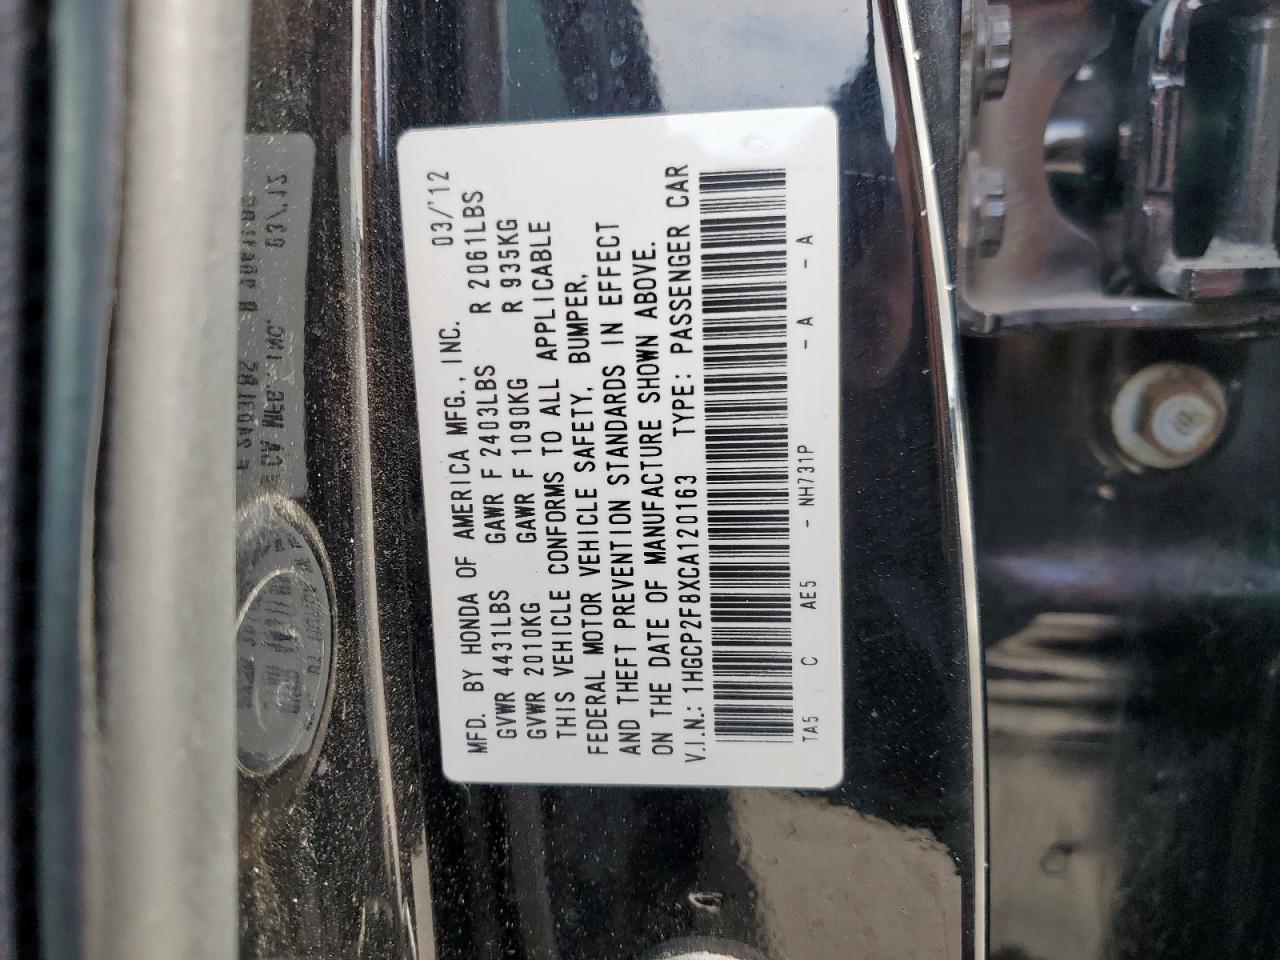 MFD. BY HONDA OF AMERICA MFG., INC. 03/'12
GVWR 4431LBS GAWR F 2403LBS R 2061LBS
GVWR 2010KG GAWR F 1090KG R 935KG
THIS VEHICLE CONFORMS TO ALL APPLICABLE
FEDERAL MOTOR VEHICLE SAFETY, BUMPER,
AND THEFT PREVENTION STANDARDS IN EFFECT
ON THE DATE OF MANUFACTURE SHOWN ABOVE.
V.I.N.: 1HGCP2F8XCA120163 TYPE: PASSENGER CAR
TA5 C AE5 - NH731P - A - A